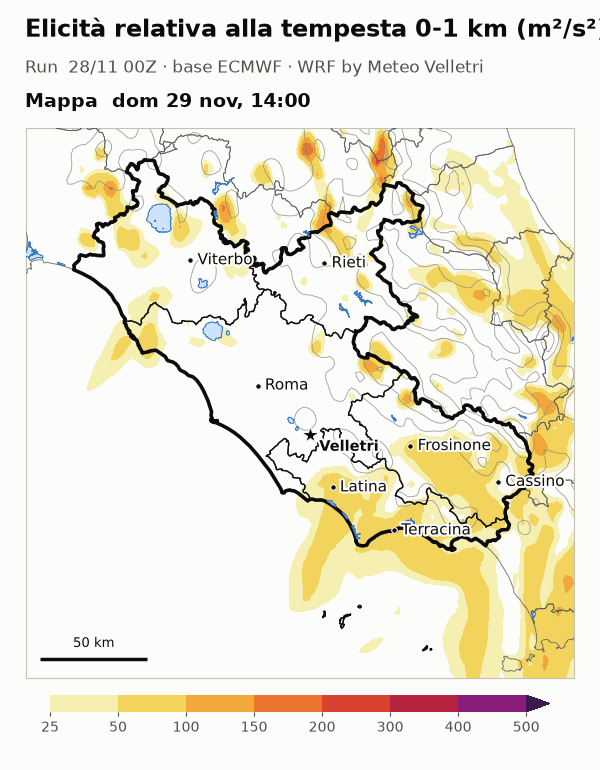 Elicità relativa alla tempesta 0-1 km (m²/s²)
Run  28/11 00Z · base ECMWF · WRF by Meteo Velletri
Mappa  dom 29 nov, 14:00
Viterbo
Rieti
Roma
Velletri
Frosinone
Cassino
Latina
Terracina
50 km
25 50 100 150 200 300 400 500